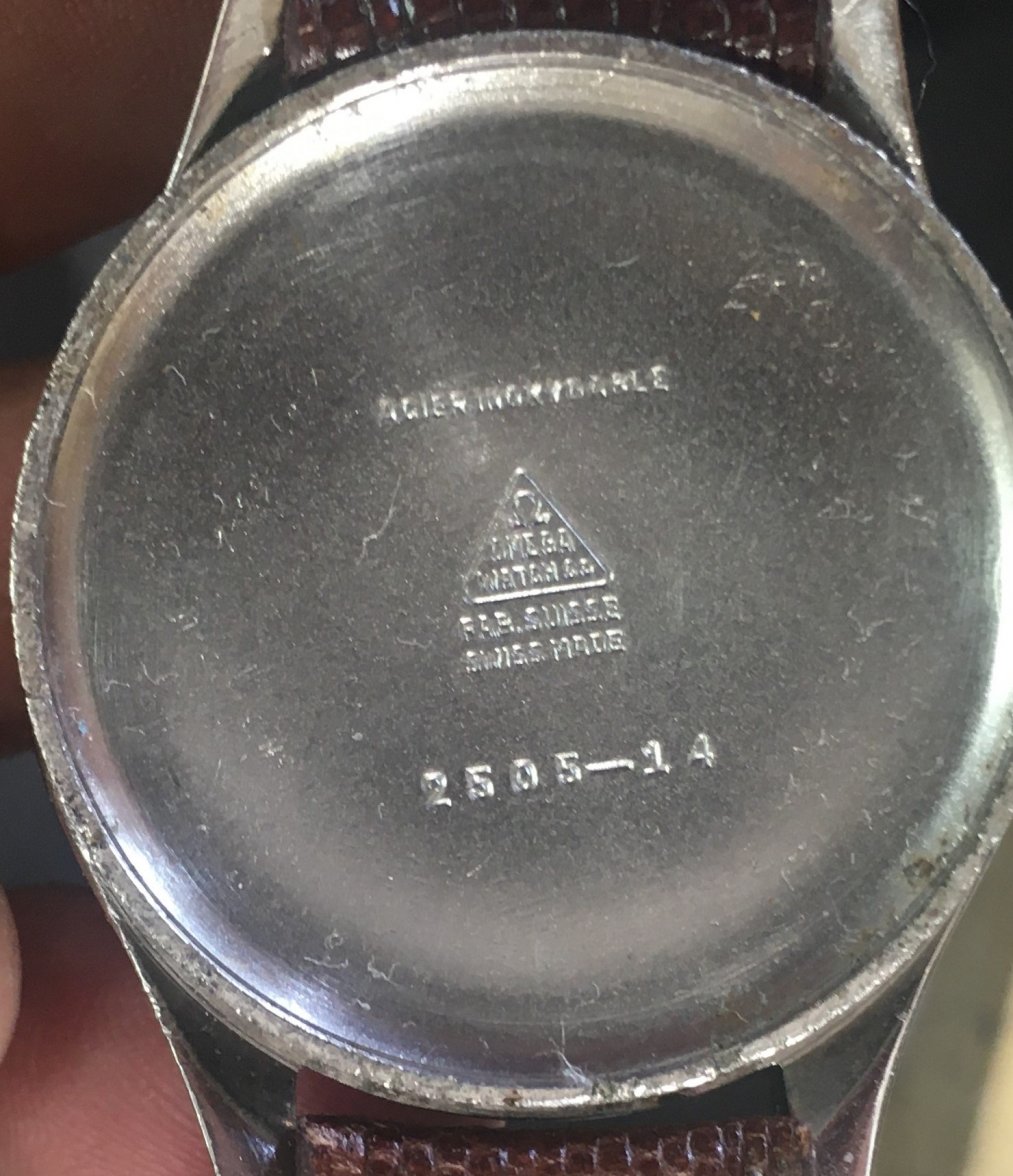 ACIER INOXYDABLE
Ω
OMEGA
WATCH Co
FAB. SUISSE
SWISS MADE
2505-14